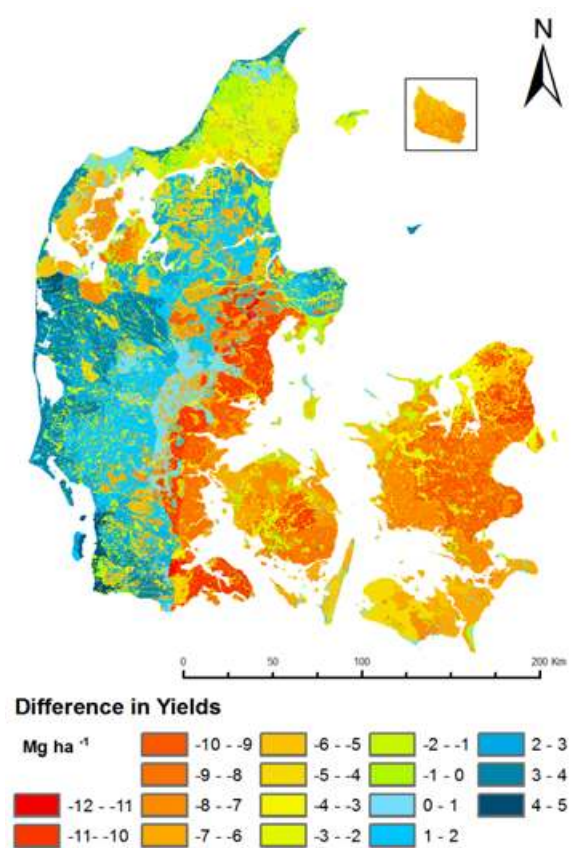 N
0 50 100 200 Km
Difference in Yields
Mg ha -1
-10 - -9 -6 - -5 -2 - -1 2 - 3
-9 - -8 -5 - -4 -1 - 0 3 - 4
-12 - -11 -8 - -7 -4 - -3 0 - 1 4 - 5
-11 - -10 -7 - -6 -3 - -2 1 - 2